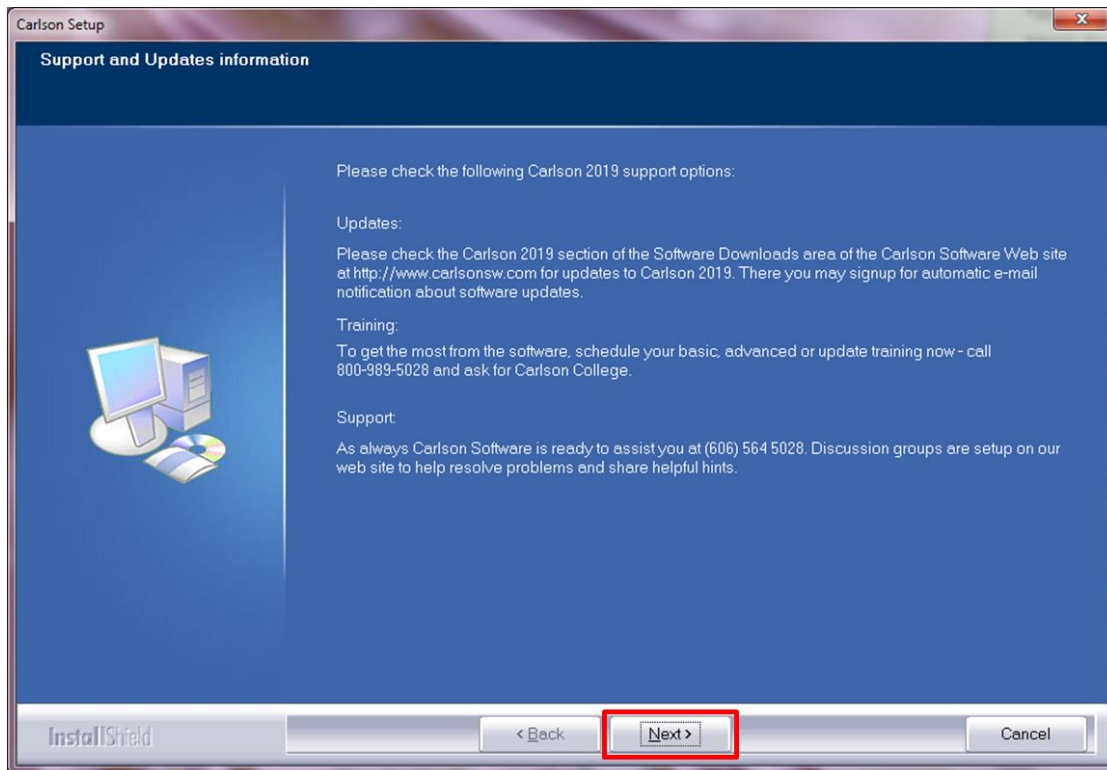 Carlson Setup
Support and Updates information
Please check the following Carlson 2019 support options:
Updates:
Please check the Carlson 2019 section of the Software Downloads area of the Carlson Software Web site
at http://www.carlsonsw.com for updates to Carlson 2019. There you may signup for automatic e-mail
notification about software updates.
Training:
To get the most from the software, schedule your basic, advanced or update training now - call
800-989-5028 and ask for Carlson College.
Support:
As always Carlson Software is ready to assist you at (606) 564 5028. Discussion groups are setup on our
web site to help resolve problems and share helpful hints.
InstallShield
< Back
Next >
Cancel